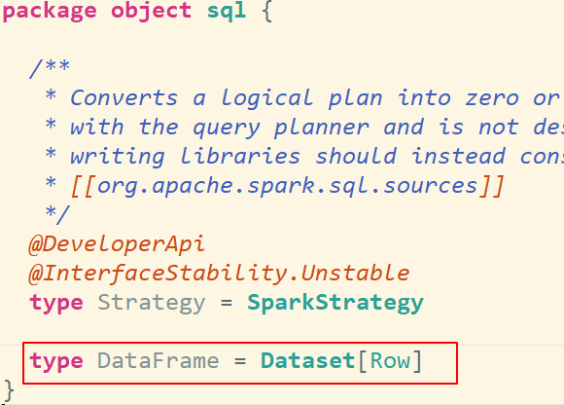 package object sql {
/**
* Converts a logical plan into zero or
* with the query planner and is not des
* writing libraries should instead cons
* [[org.apache.spark.sql.sources]]
*/
@DeveloperApi
@InterfaceStability.Unstable
type Strategy = SparkStrategy
type DataFrame = Dataset[Row]
}